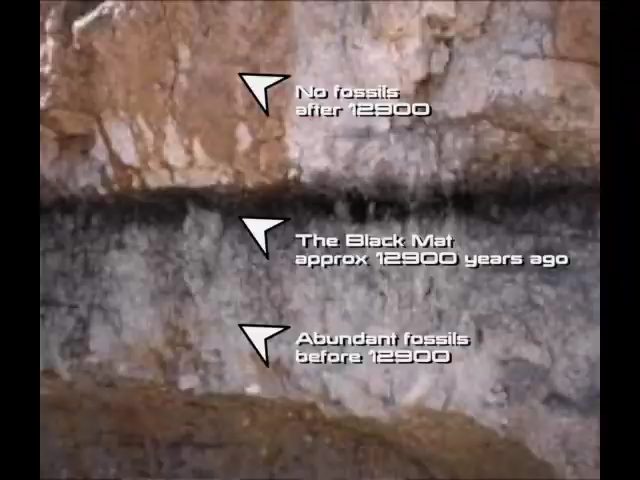 No fossils
after 12900
The Black Mat
approx 12900 years ago
Abundant fossils
before 12900